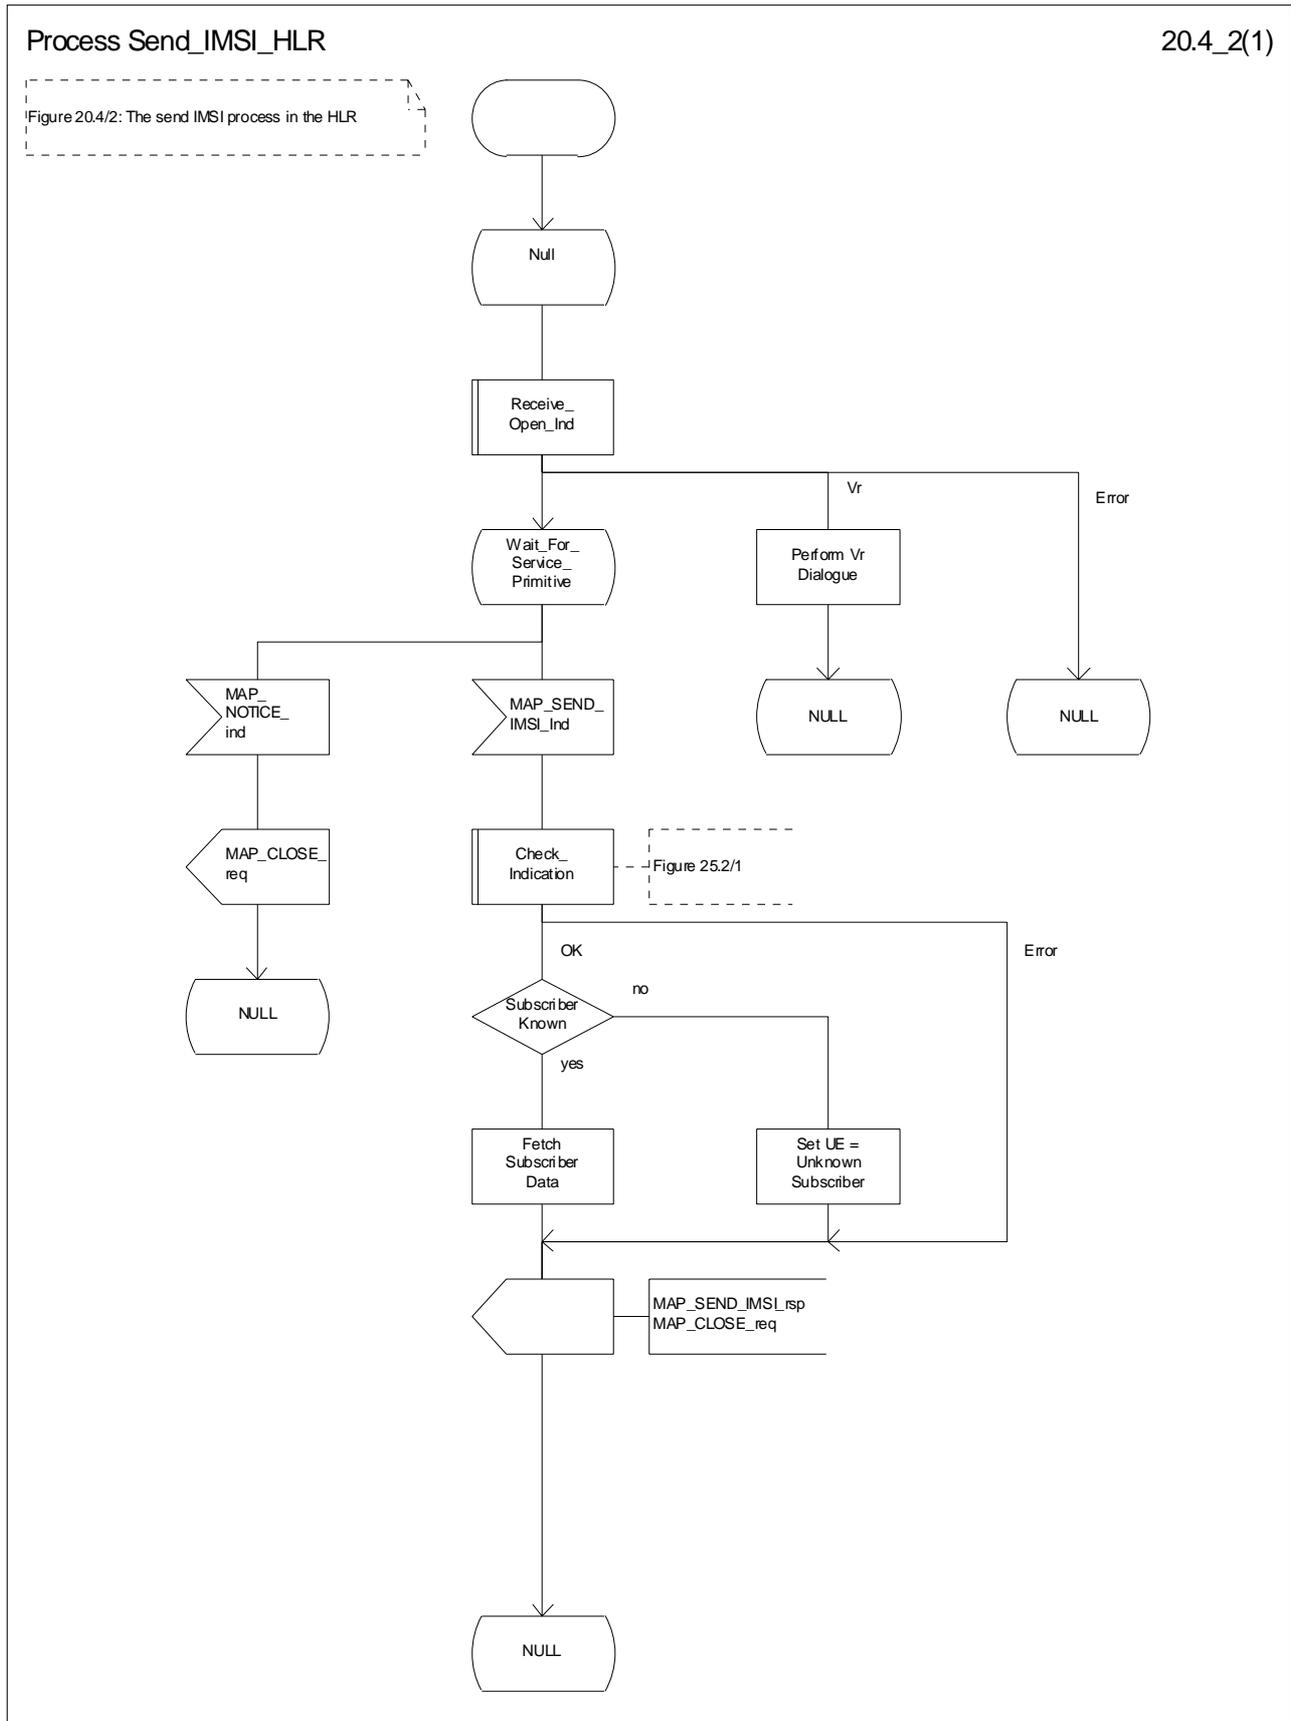 Process Send_IMSI_HLR
20.4_2(1)
Figure 20.4/2: The send IMSI process in the HLR
Null
Receive_
Open_Ind
Vr
Error
Wait_For_
Service_
Primitive
Perform Vr
Dialogue
MAP_
NOTICE_
ind
MAP_SEND_
IMSI_Ind
NULL
NULL
MAP_CLOSE_
req
Check_
Indication
Figure 25.2/1
OK
Error
NULL
Subscriber
Known
no
yes
Fetch
Subscriber
Data
Set UE =
Unknown
Subscriber
MAP_SEND_IMSI_rsp
MAP_CLOSE_req
NULL